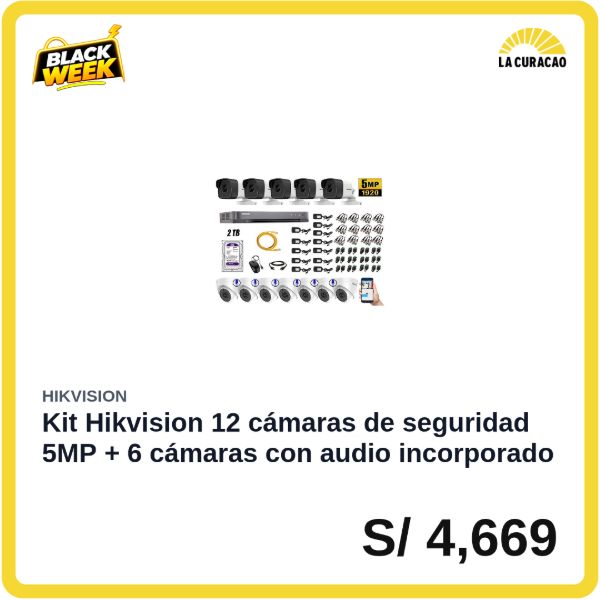 BLACK
WEEK
LA CURACAO
5MP
1920
2 TB
HIKVISION
Kit Hikvision 12 cámaras de seguridad
5MP + 6 cámaras con audio incorporado
S/ 4,669